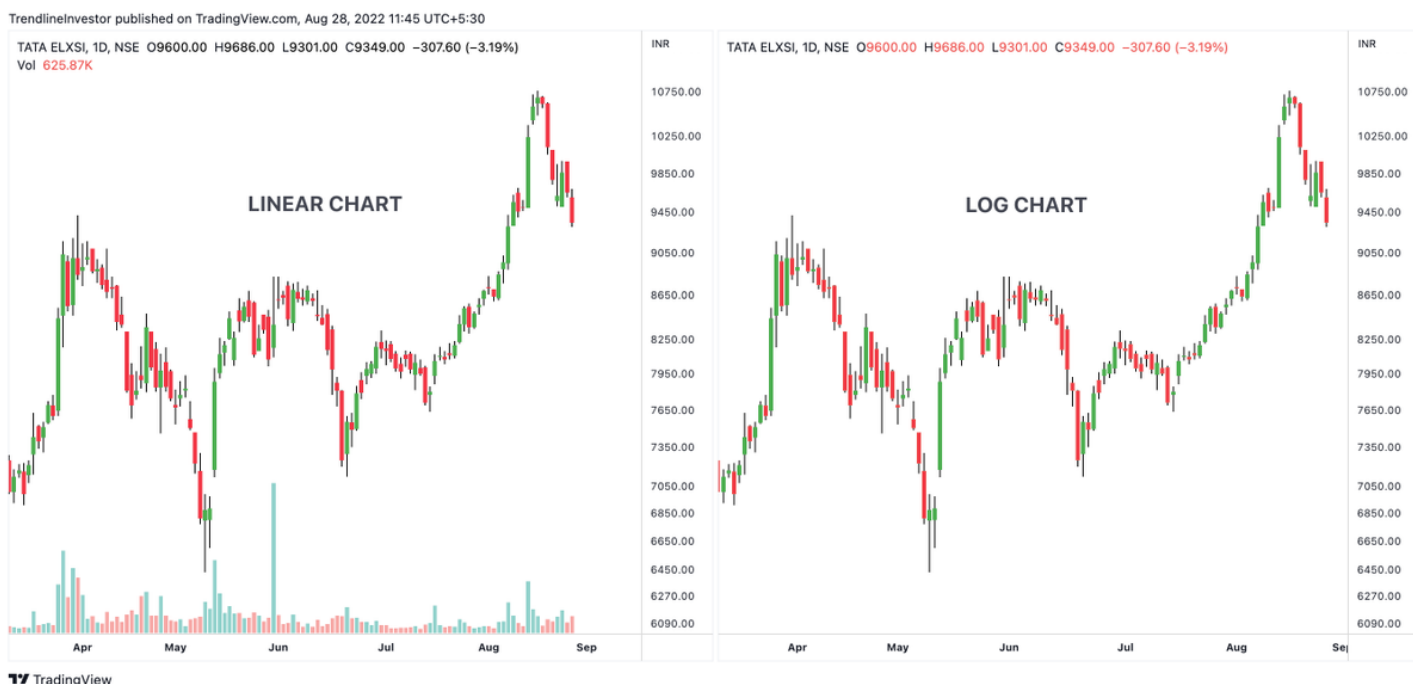 TrendlineInvestor published on TradingView.com, Aug 28, 2022 11:45 UTC+5:30
TATA ELXSI, 1D, NSE O9600.00 H9686.00 L9301.00 C9349.00 −307.60 (−3.19%)
Vol 625.87K
INR
LINEAR CHART
10750.00
10250.00
9850.00
9450.00
9050.00
8650.00
8250.00
7950.00
7650.00
7350.00
7050.00
6850.00
6650.00
6450.00
6270.00
6090.00
Apr May Jun Jul Aug Sep
TATA ELXSI, 1D, NSE O9600.00 H9686.00 L9301.00 C9349.00 −307.60 (−3.19%)
INR
LOG CHART
10750.00
10250.00
9850.00
9450.00
9050.00
8650.00
8250.00
7950.00
7650.00
7350.00
7050.00
6850.00
6650.00
6450.00
6270.00
6090.00
Apr May Jun Jul Aug Sep
TradingView